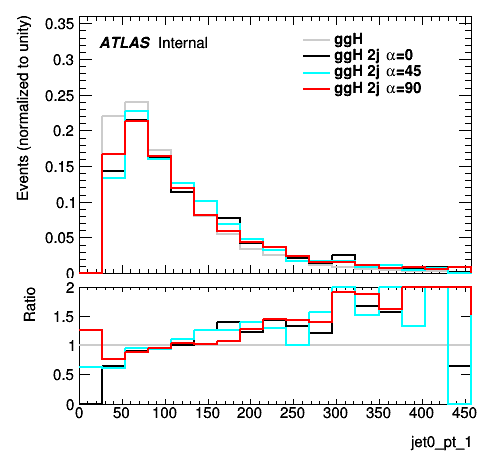 0.35
0.3
0.25
0.2
0.15
0.1
0.05
0
Events (normalized to unity)
ATLAS Internal
ggH
ggH 2j α=0
ggH 2j α=45
ggH 2j α=90
2
1.5
1
0.5
0
Ratio
0 50 100 150 200 250 300 350 400 450
jet0_pt_1